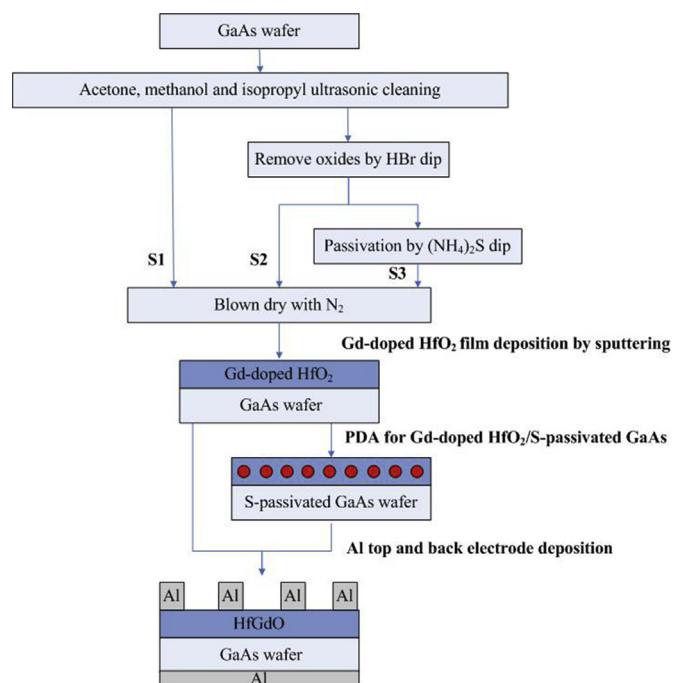 GaAs wafer
Acetone, methanol and isopropyl ultrasonic cleaning
Remove oxides by HBr dip
Passivation by (NH₄)₂S dip
S1
S2
S3
Blown dry with N₂
Gd-doped HfO₂ film deposition by sputtering
Gd-doped HfO₂
GaAs wafer
PDA for Gd-doped HfO₂/S-passivated GaAs
S-passivated GaAs wafer
Al top and back electrode deposition
Al Al Al Al
HfGdO
GaAs wafer
Al